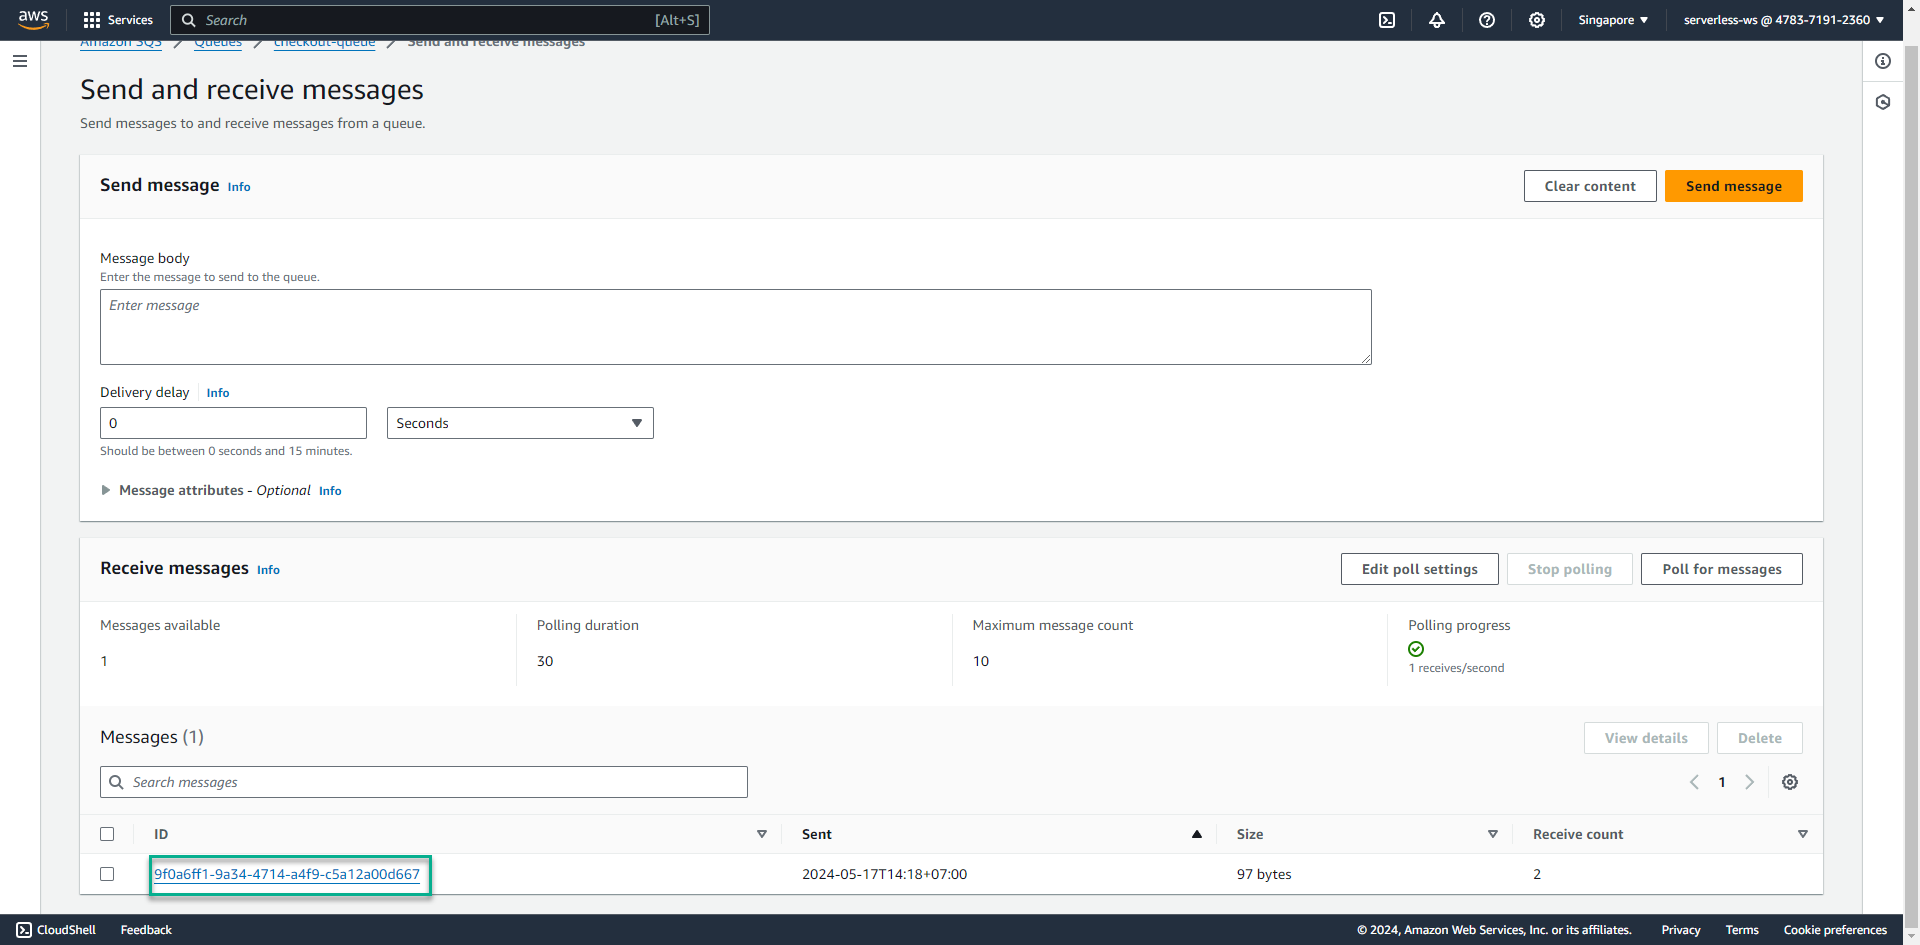 aws Services Search [Alt+S] Singapore ▼ serverless-ws @ 4783-7191-2360 ▼
Amazon SQS / Queues / checkout-queue / Send and receive messages
Send and receive messages
Send messages to and receive messages from a queue.
Send message Info Clear content Send message
Message body
Enter the message to send to the queue.
Enter message
Delivery delay Info
0 Seconds
Should be between 0 seconds and 15 minutes.
Message attributes - Optional Info
Receive messages Info Edit poll settings Stop polling Poll for messages
Messages available Polling duration Maximum message count Polling progress
1 30 10
1 receives/second
Messages (1) View details Delete
Search messages 1
ID Sent Size Receive count
9f0a6ff1-9a34-4714-a4f9-c5a12a00d667 2024-05-17T14:18+07:00 97 bytes 2
CloudShell Feedback © 2024, Amazon Web Services, Inc. or its affiliates. Privacy Terms Cookie preferences